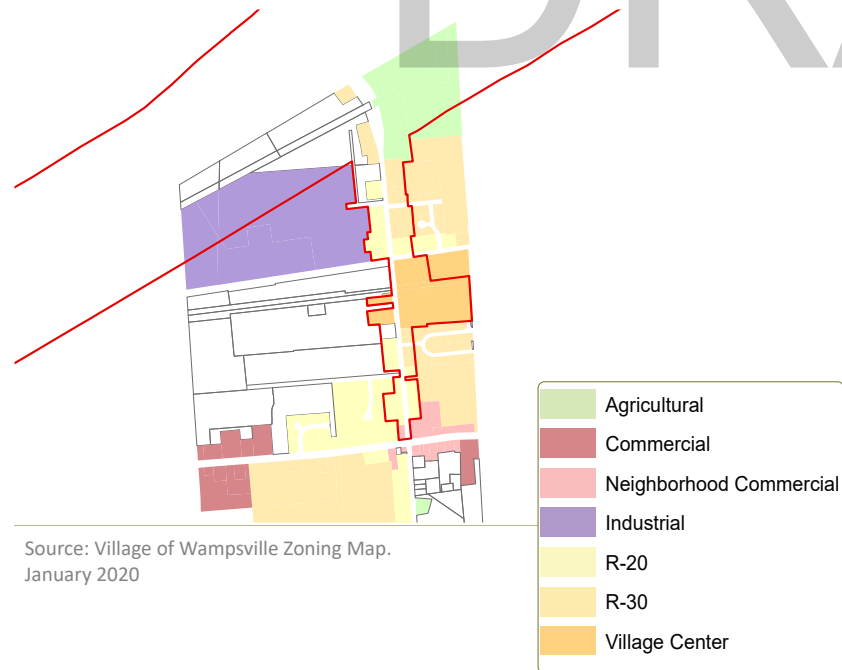 Agricultural
Commercial
Neighborhood Commercial
Industrial
R-20
R-30
Village Center
Source: Village of Wampsville Zoning Map.
January 2020